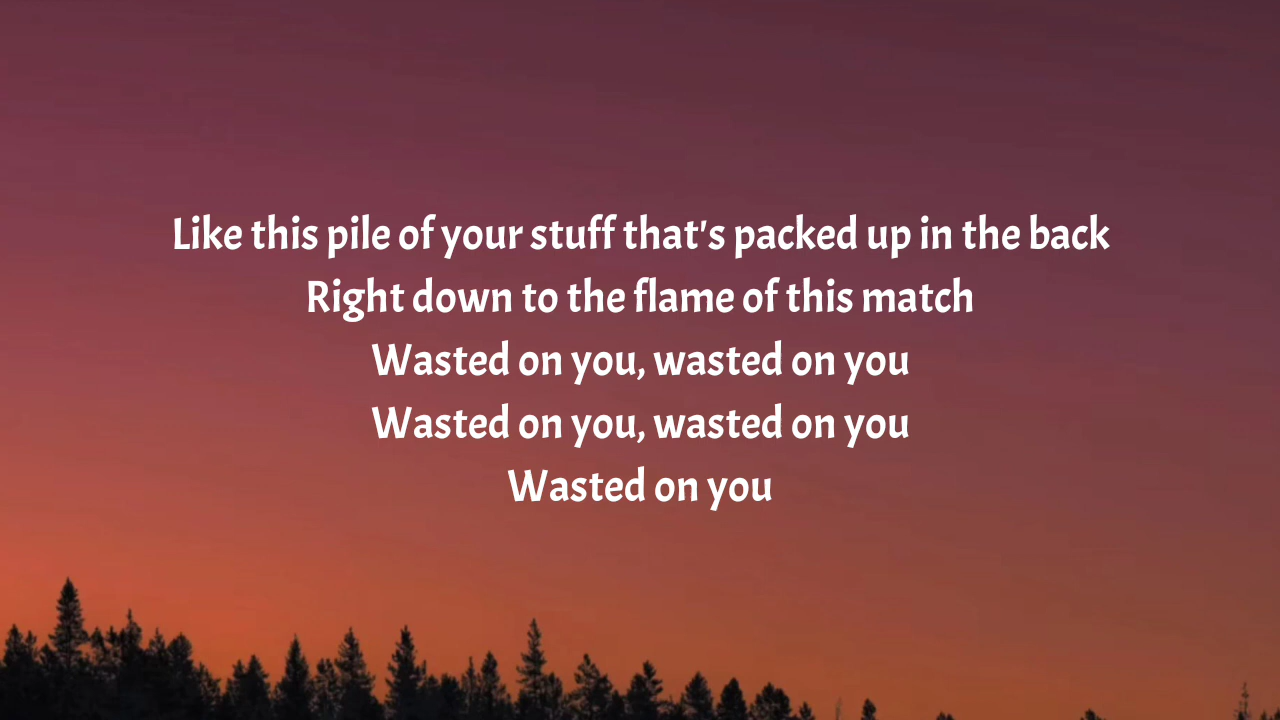 Like this pile of your stuff that's packed up in the back
Right down to the flame of this match
Wasted on you, wasted on you
Wasted on you, wasted on you
Wasted on you